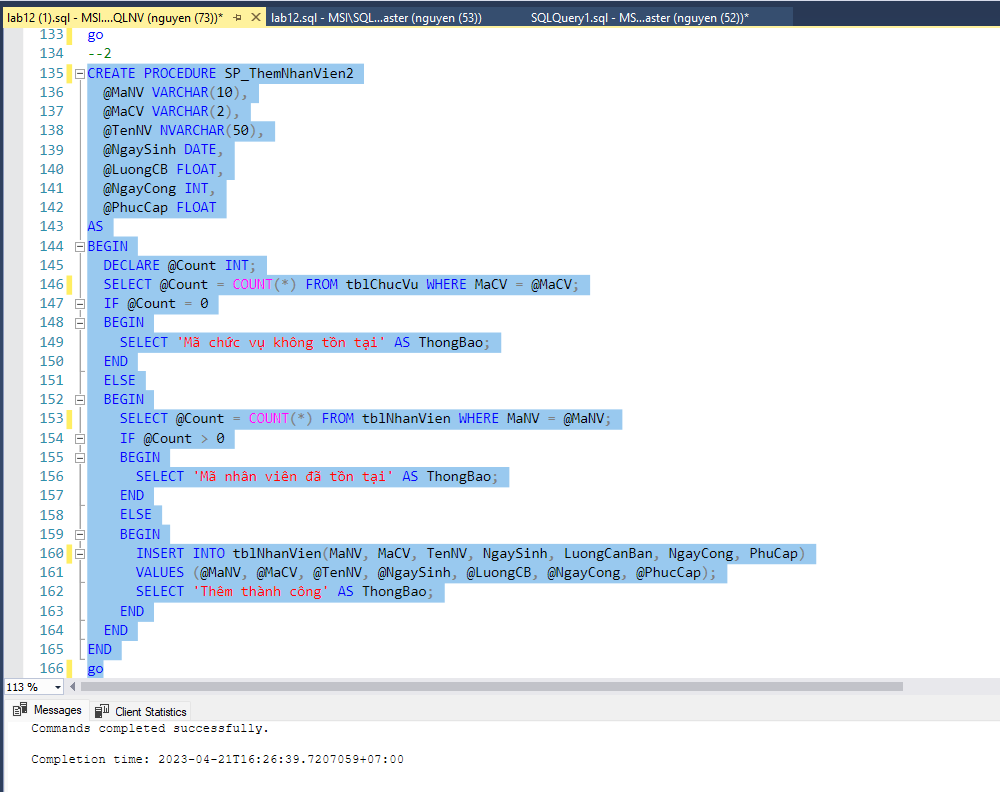 lab12 (1).sql - MSI....QLNV (nguyen (73))* lab12.sql - MSI\SQL...aster (nguyen (53)) SQLQuery1.sql - MS...aster (nguyen (52))*
133 go
134 --2
135 CREATE PROCEDURE SP_ThemNhanVien2
136 @MaNV VARCHAR(10),
137 @MaCV VARCHAR(2),
138 @TenNV NVARCHAR(50),
139 @NgaySinh DATE,
140 @LuongCB FLOAT,
141 @NgayCong INT,
142 @PhucCap FLOAT
143 AS
144 BEGIN
145 DECLARE @Count INT;
146 SELECT @Count = COUNT(*) FROM tblChucVu WHERE MaCV = @MaCV;
147 IF @Count = 0
148 BEGIN
149 SELECT 'Mã chức vụ không tồn tại' AS ThongBao;
150 END
151 ELSE
152 BEGIN
153 SELECT @Count = COUNT(*) FROM tblNhanVien WHERE MaNV = @MaNV;
154 IF @Count > 0
155 BEGIN
156 SELECT 'Mã nhân viên đã tồn tại' AS ThongBao;
157 END
158 ELSE
159 BEGIN
160 INSERT INTO tblNhanVien(MaNV, MaCV, TenNV, NgaySinh, LuongCanBan, NgayCong, PhuCap)
161 VALUES (@MaNV, @MaCV, @TenNV, @NgaySinh, @LuongCB, @NgayCong, @PhucCap);
162 SELECT 'Thêm thành công' AS ThongBao;
163 END
164 END
165 END
166 go
113 %
Messages Client Statistics
Commands completed successfully.
Completion time: 2023-04-21T16:26:39.7207059+07:00